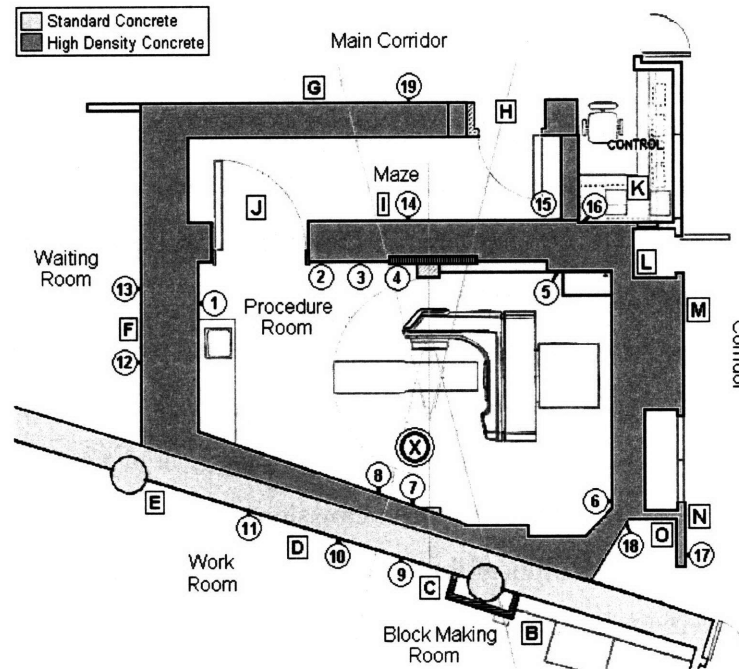 Standard Concrete
High Density Concrete
Main Corridor
G
19
H
CONTROL
Maze
K
I
14
15
16
J
Waiting
Room
L
2
3
4
5
13
1
Procedure
Room
M
F
Corridor
12
X
8
7
6
E
N
11
D
10
O
18
17
Work
Room
9
C
B
Block Making
Room